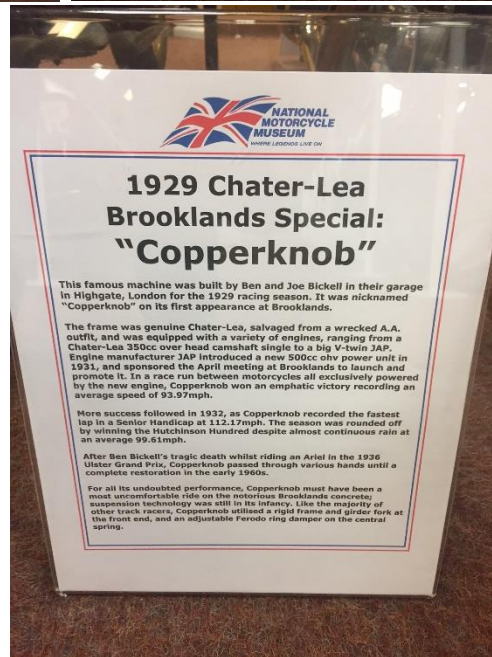 NATIONAL
MOTORCYCLE
MUSEUM
WHERE LEGENDS LIVE ON
1929 Chater-Lea
Brooklands Special:
“Copperknob”
This famous machine was built by Ben and Joe Bickell in their garage
in Highgate, London for the 1929 racing season. It was nicknamed
“Copperknob” on its first appearance at Brooklands.
The frame was genuine Chater-Lea, salvaged from a wrecked A.A.
outfit, and was equipped with a variety of engines, ranging from a
Chater-Lea 350cc over head camshaft single to a big V-twin JAP.
Engine manufacturer JAP introduced a new 500cc ohv power unit in
1931, and sponsored the April meeting at Brooklands to launch and
promote it. In a race run between motorcycles all exclusively powered
by the new engine, Copperknob won an emphatic victory recording an
average speed of 93.97mph.
More success followed in 1932, as Copperknob recorded the fastest
lap in a Senior Handicap at 112.17mph. The season was rounded off
by winning the Hutchinson Hundred despite almost continuous rain at
an average 99.61mph.
After Ben Bickell’s tragic death whilst riding an Ariel in the 1936
Ulster Grand Prix, Copperknob passed through various hands until a
complete restoration in the early 1960s.
For all its undoubted performance, Copperknob must have been a
most uncomfortable ride on the notorious Brooklands concrete;
suspension technology was still in its infancy. Like the majority of
other track racers, Copperknob utilised a rigid frame and girder fork at
the front end, and an adjustable Ferodo ring damper on the central
spring.